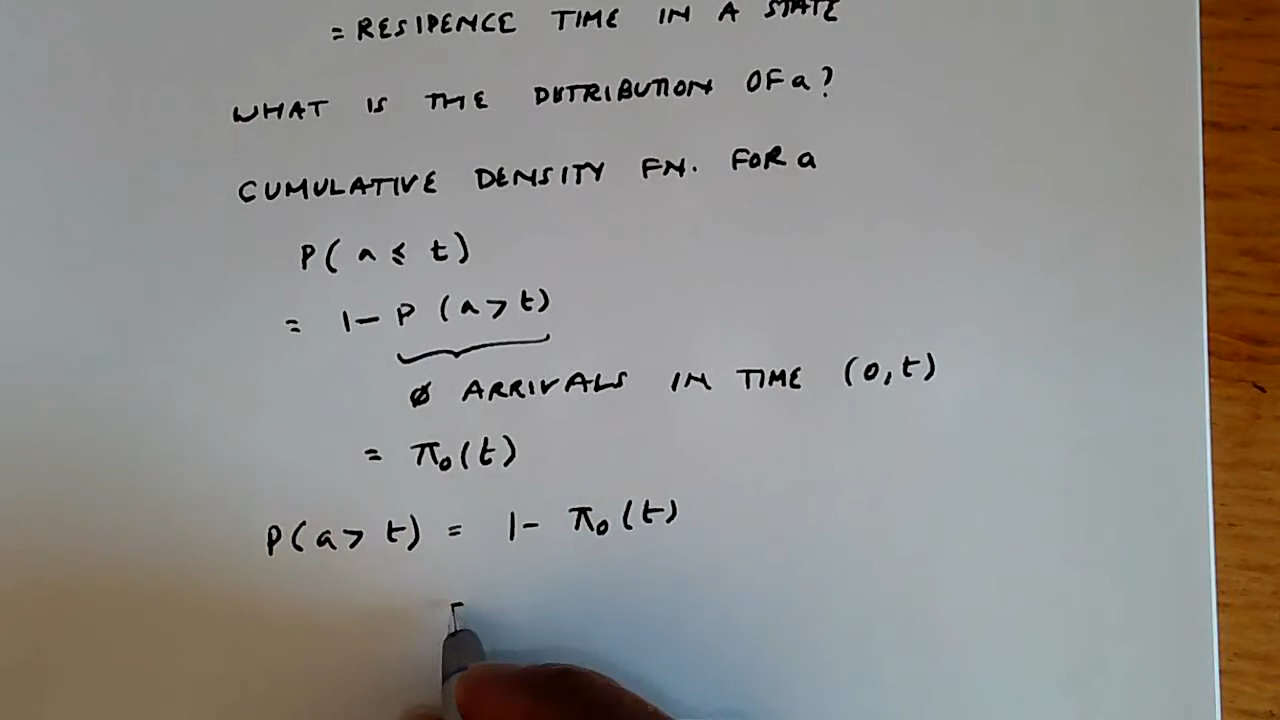 = RESIDENCE TIME IN A STATE
WHAT IS THE DISTRIBUTION OF a?
CUMULATIVE DENSITY FN. FOR a
P( a ≤ t)
= 1- P (a > t)
ø ARRIVALS IN TIME (0,t)
= π₀(t)
P(a> t) = 1- π₀(t)